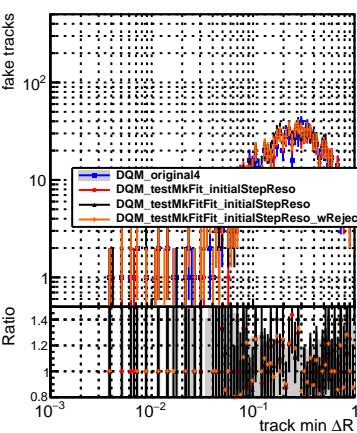 fake tracks
10²
10
1
DQM_original4
DQM_testMkFit_initialStepReso
DQM_testMkFitFit_initialStepReso
DQM_testMkFitFit_initialStepReso_wRejec
Ratio
1.4
1.2
1
0.8
10⁻³
10⁻²
10⁻¹
1
track min ΔR